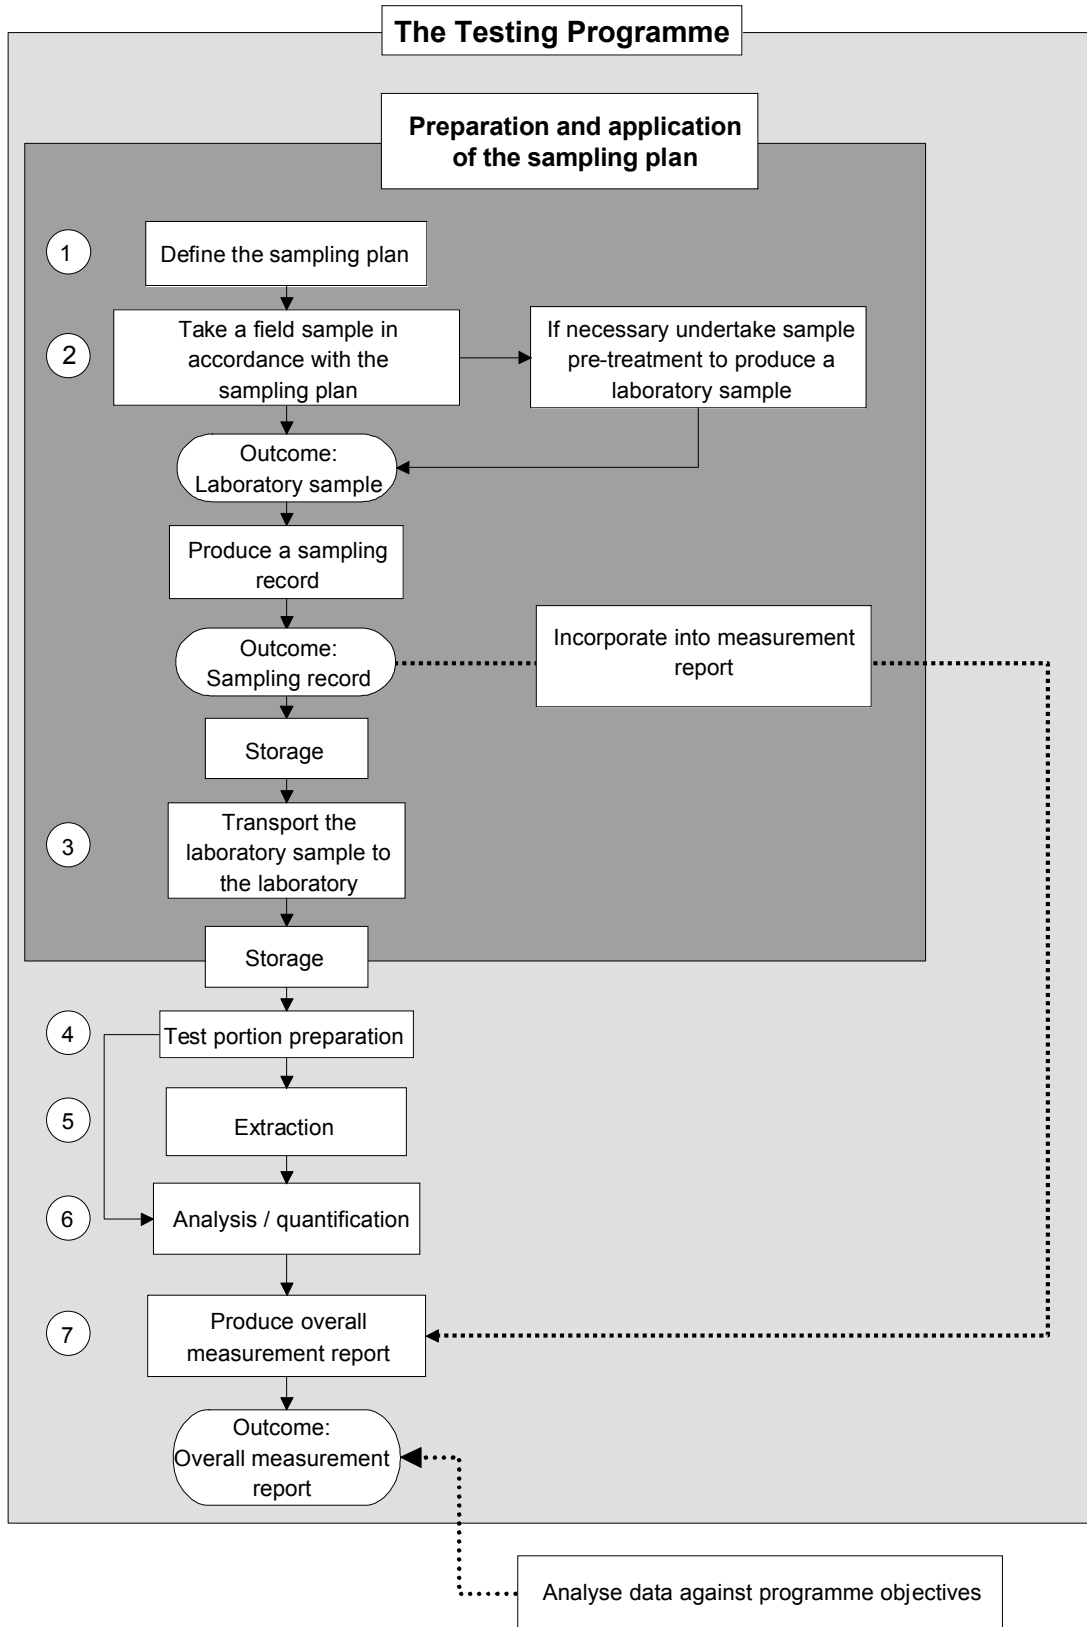 The Testing Programme
Preparation and application
of the sampling plan
1
Define the sampling plan
2
Take a field sample in
accordance with the
sampling plan
If necessary undertake sample
pre-treatment to produce a
laboratory sample
Outcome:
Laboratory sample
Produce a sampling
record
Outcome:
Sampling record
Incorporate into measurement
report
Storage
3
Transport the
laboratory sample to
the laboratory
Storage
4
Test portion preparation
5
Extraction
6
Analysis / quantification
7
Produce overall
measurement report
Outcome:
Overall measurement
report
Analyse data against programme objectives